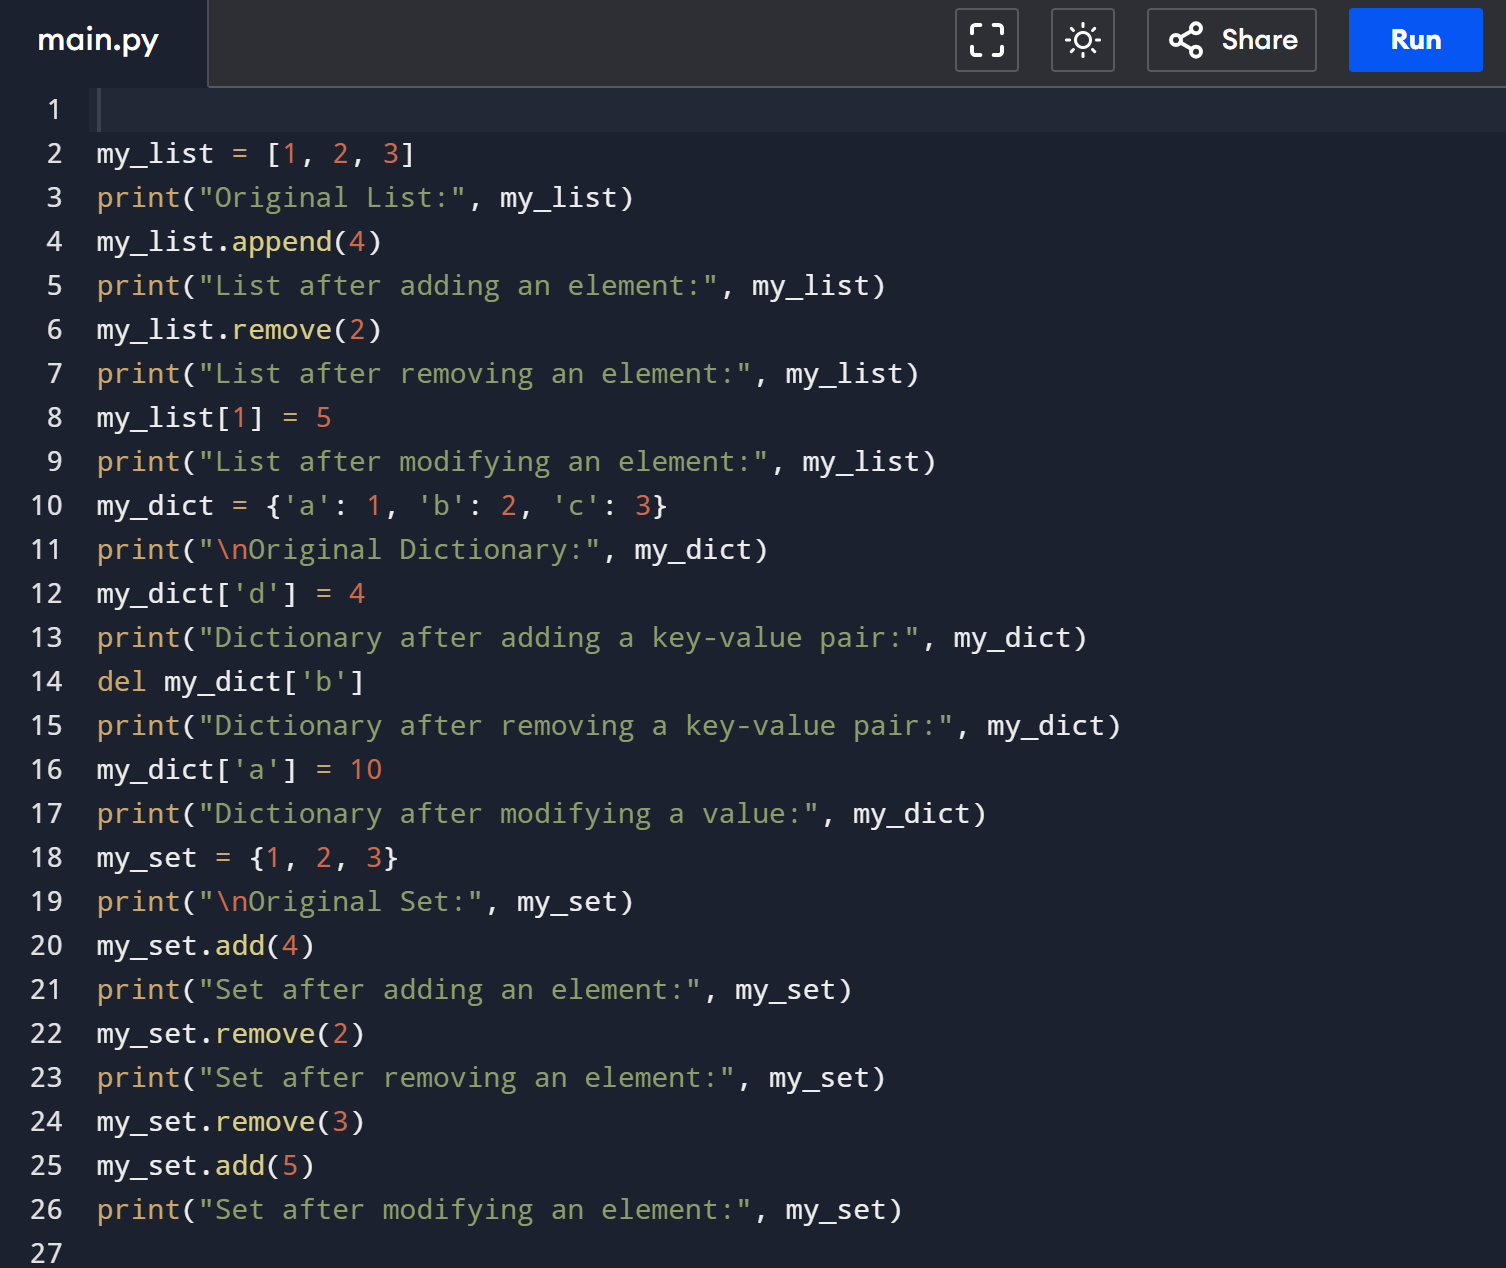 main.py
Share
Run
1
2 my_list = [1, 2, 3]
3 print("Original List:", my_list)
4 my_list.append(4)
5 print("List after adding an element:", my_list)
6 my_list.remove(2)
7 print("List after removing an element:", my_list)
8 my_list[1] = 5
9 print("List after modifying an element:", my_list)
10 my_dict = {'a': 1, 'b': 2, 'c': 3}
11 print("\nOriginal Dictionary:", my_dict)
12 my_dict['d'] = 4
13 print("Dictionary after adding a key-value pair:", my_dict)
14 del my_dict['b']
15 print("Dictionary after removing a key-value pair:", my_dict)
16 my_dict['a'] = 10
17 print("Dictionary after modifying a value:", my_dict)
18 my_set = {1, 2, 3}
19 print("\nOriginal Set:", my_set)
20 my_set.add(4)
21 print("Set after adding an element:", my_set)
22 my_set.remove(2)
23 print("Set after removing an element:", my_set)
24 my_set.remove(3)
25 my_set.add(5)
26 print("Set after modifying an element:", my_set)
27